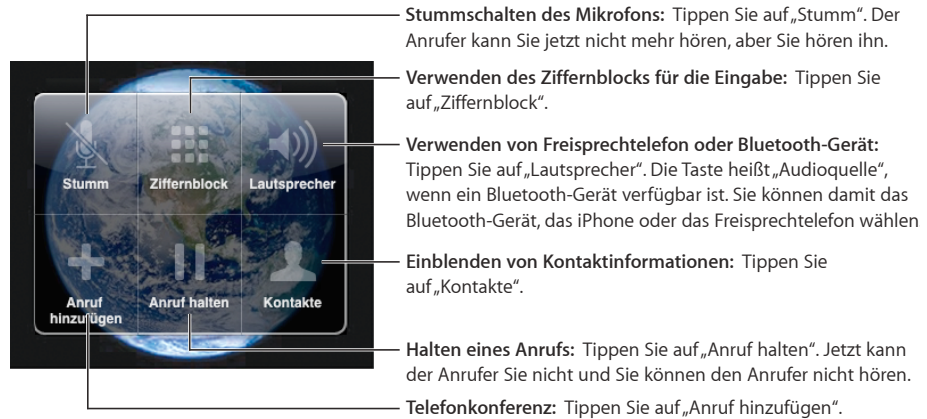 Stummschalten des Mikrofons: Tippen Sie auf „Stumm“. Der
Anrufer kann Sie jetzt nicht mehr hören, aber Sie hören ihn.
Verwenden des Ziffernblocks für die Eingabe: Tippen Sie
auf „Ziffernblock“.
Verwenden von Freisprechtelefon oder Bluetooth-Gerät:
Tippen Sie auf „Lautsprecher“. Die Taste heißt „Audioquelle“,
wenn ein Bluetooth-Gerät verfügbar ist. Sie können damit das
Bluetooth-Gerät, das iPhone oder das Freisprechtelefon wählen
Einblenden von Kontaktinformationen: Tippen Sie
auf „Kontakte“.
Halten eines Anrufs: Tippen Sie auf „Anruf halten“. Jetzt kann
der Anrufer Sie nicht und Sie können den Anrufer nicht hören.
Telefonkonferenz: Tippen Sie auf „Anruf hinzufügen“.
Stumm
Ziffernblock
Lautsprecher
Anruf
hinzufügen
Anruf halten
Kontakte